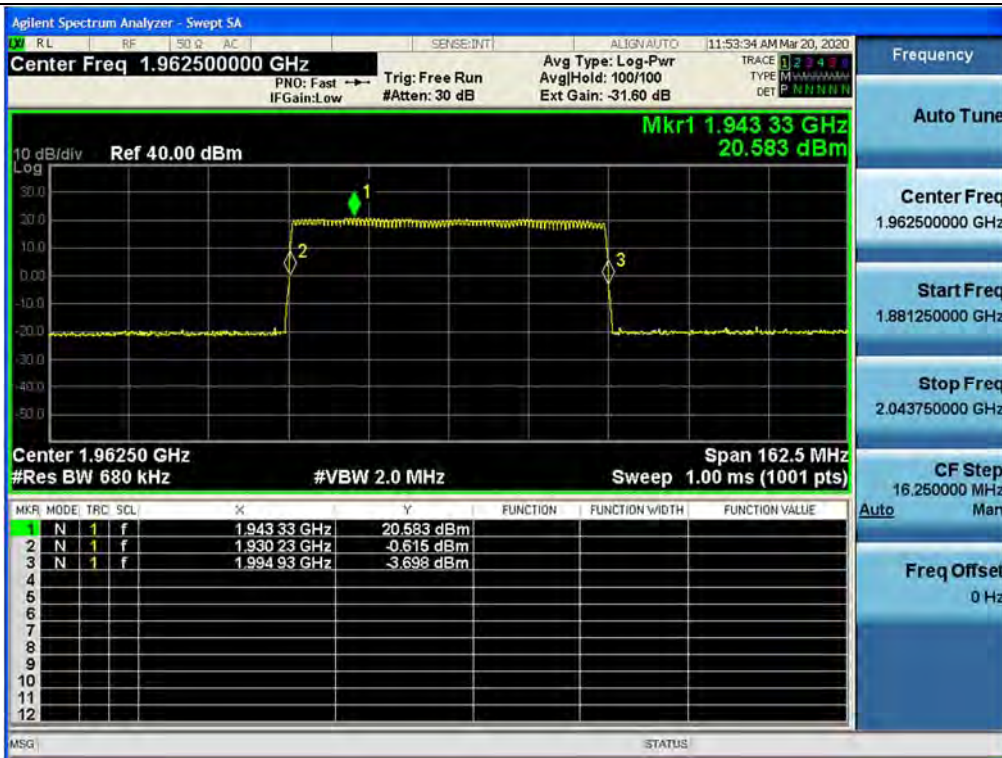 Agilent Spectrum Analyzer - Swept SA
LXI RL RF 50 Ω AC SENSE:INT ALIGN AUTO 11:53:34 AM Mar 20, 2020
Center Freq 1.962500000 GHz
PNO: Fast
IFGain:Low
Trig: Free Run
#Atten: 30 dB
Avg Type: Log-Pwr
Avg|Hold: 100/100
Ext Gain: -31.60 dB
TRACE 1 2 3 4 5 6
TYPE M
DET P N N N N N
Mkr1 1.943 33 GHz
20.583 dBm
10 dB/div Ref 40.00 dBm
Log
30.0
20.0
10.0
0.00
-10.0
-20.0
-30.0
-40.0
-50.0
1
2
3
Center 1.96250 GHz Span 162.5 MHz
#Res BW 680 kHz #VBW 2.0 MHz Sweep 1.00 ms (1001 pts)
MKR MODE TRC SCL X Y FUNCTION FUNCTION WIDTH FUNCTION VALUE
1 N 1 f 1.943 33 GHz 20.583 dBm
2 N 1 f 1.930 23 GHz -0.615 dBm
3 N 1 f 1.994 93 GHz -3.698 dBm
4
5
6
7
8
9
10
11
12
MSG STATUS
Frequency
Auto Tune
Center Freq
1.962500000 GHz
Start Freq
1.881250000 GHz
Stop Freq
2.043750000 GHz
CF Step
16.250000 MHz
Auto Man
Freq Offset
0 Hz